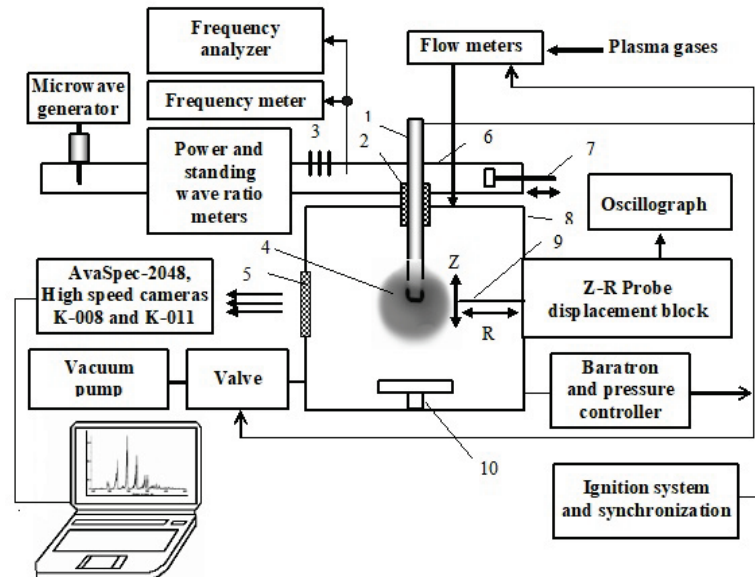 Frequency
analyzer
Flow meters
Plasma gases
Microwave
generator
Frequency meter
3
1
2
6
7
Power and
standing
wave ratio
meters
8
Oscillograph
9
AvaSpec-2048,
High speed cameras
K-008 and K-011
5
4
Z
R
Z-R Probe
displacement block
Vacuum
pump
Valve
Baratron
and pressure
controller
10
Ignition system
and synchronization